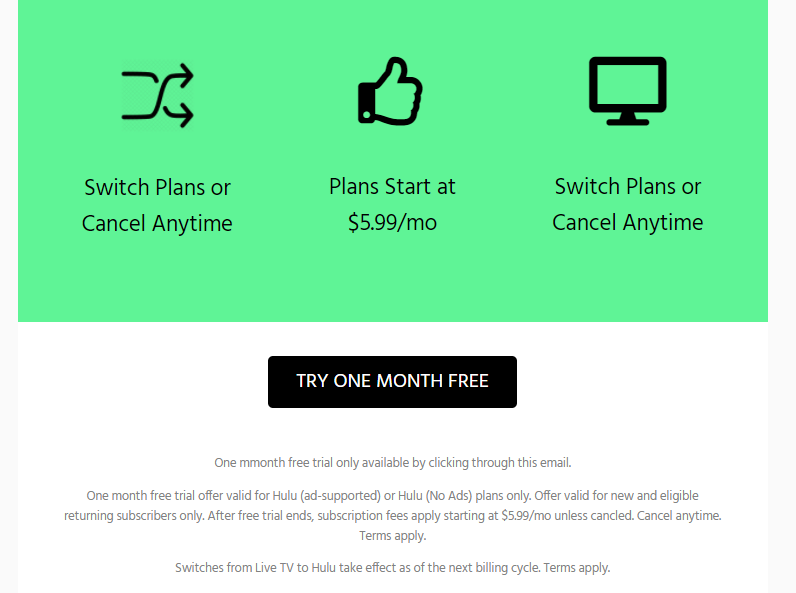 Switch Plans or
Cancel Anytime
Plans Start at
$5.99/mo
Switch Plans or
Cancel Anytime
TRY ONE MONTH FREE
One mmonth free trial only available by clicking through this email.
One month free trial offer valid for Hulu (ad-supported) or Hulu (No Ads) plans only. Offer valid for new and eligible
returning subscribers only. After free trial ends, subscription fees apply starting at $5.99/mo unless cancled. Cancel anytime.
Terms apply.
Switches from Live TV to Hulu take effect as of the next billing cycle. Terms apply.